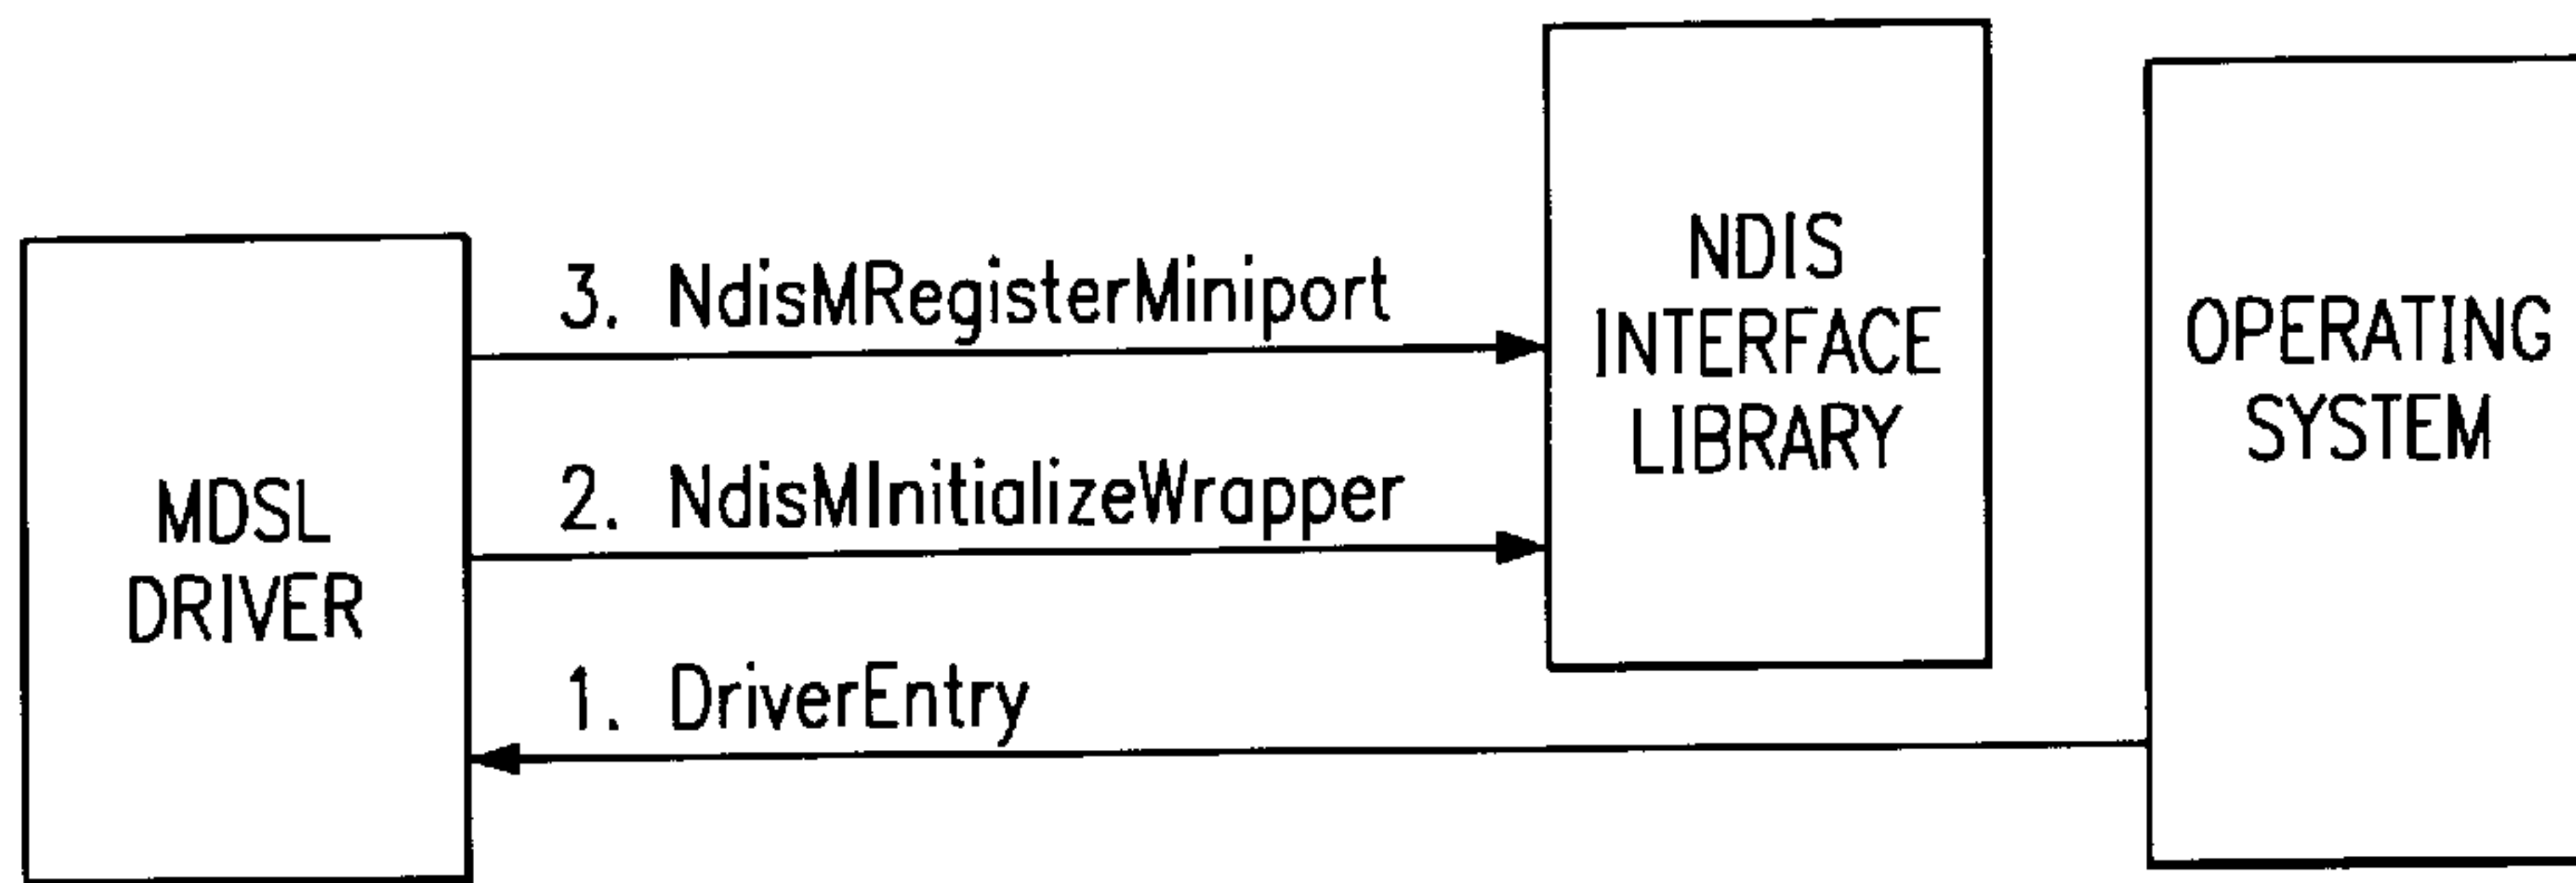 NDIS
INTERFACE
LIBRARY
OPERATING
SYSTEM
3. NdisMRegisterMiniport
2. NdisMInitializeWrapper
1. DriverEntry
MDSL
DRIVER